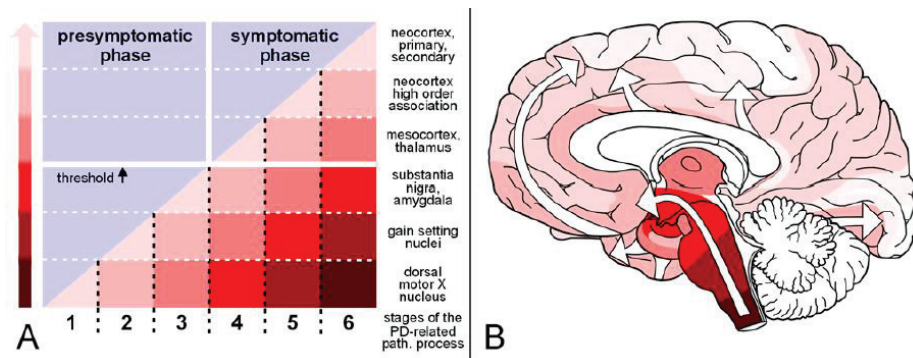 presymptomatic
phase
symptomatic
phase
neocortex,
primary,
secondary
neocortex
high order
association
mesocortex,
thalamus
threshold
substantia
nigra,
amygdala
gain setting
nuclei
dorsal
motor X
nucleus
1 2 3 4 5 6
stages of the
PD-related
path. process
A
B